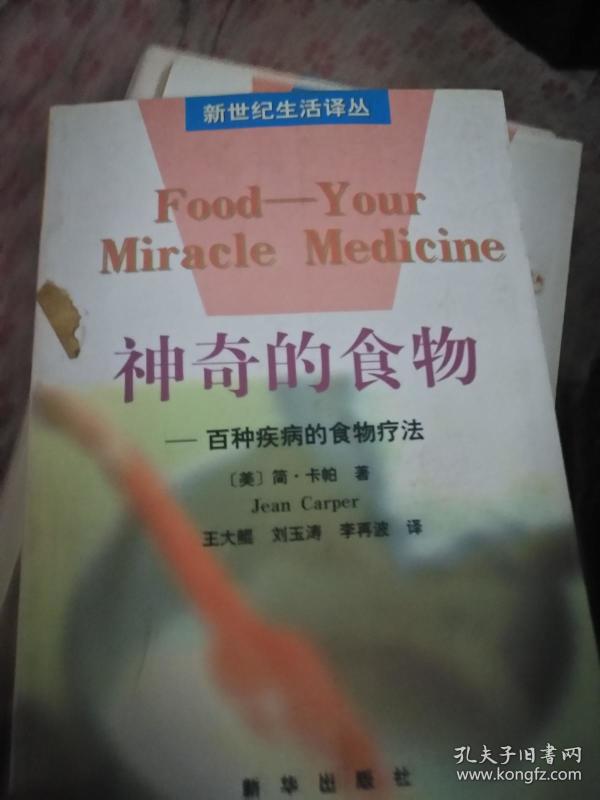 新世纪生活译丛
Food—Your
Miracle Medicine
神奇的食物
— 百种疾病的食物疗法
〔美〕简·卡帕 著
Jean Carper
王大鲲 刘玉涛 李再波 译
新华出版社
孔夫子旧书网
www.kongfz.com